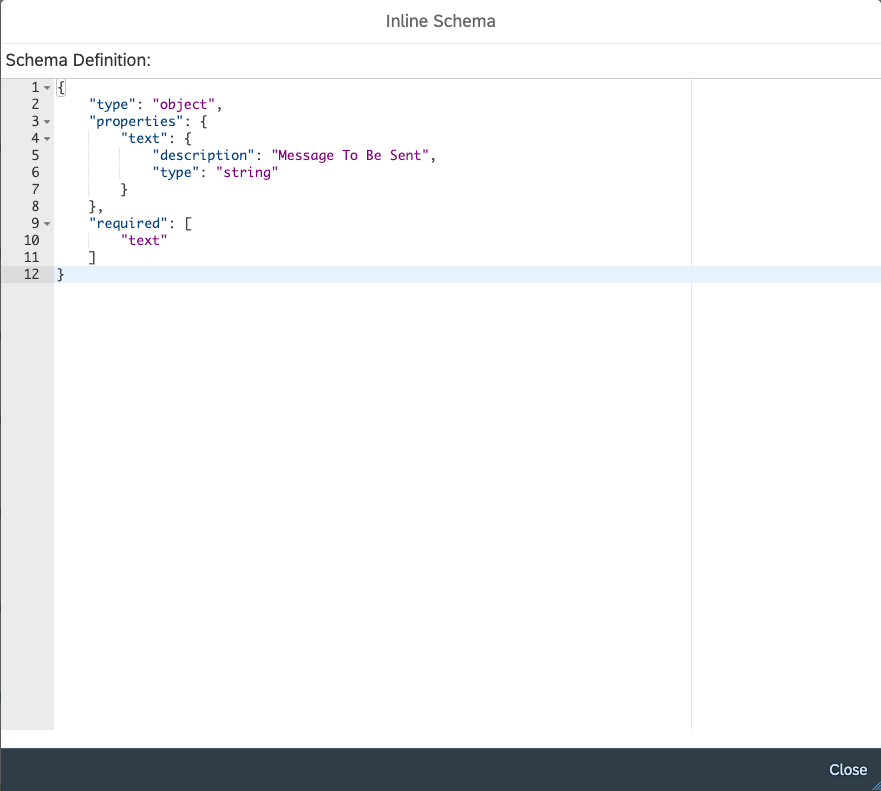 Inline Schema
Schema Definition:
1 {
2     "type": "object",
3     "properties": {
4         "text": {
5             "description": "Message To Be Sent",
6             "type": "string"
7         }
8     },
9     "required": [
10         "text"
11     ]
12 }
Close